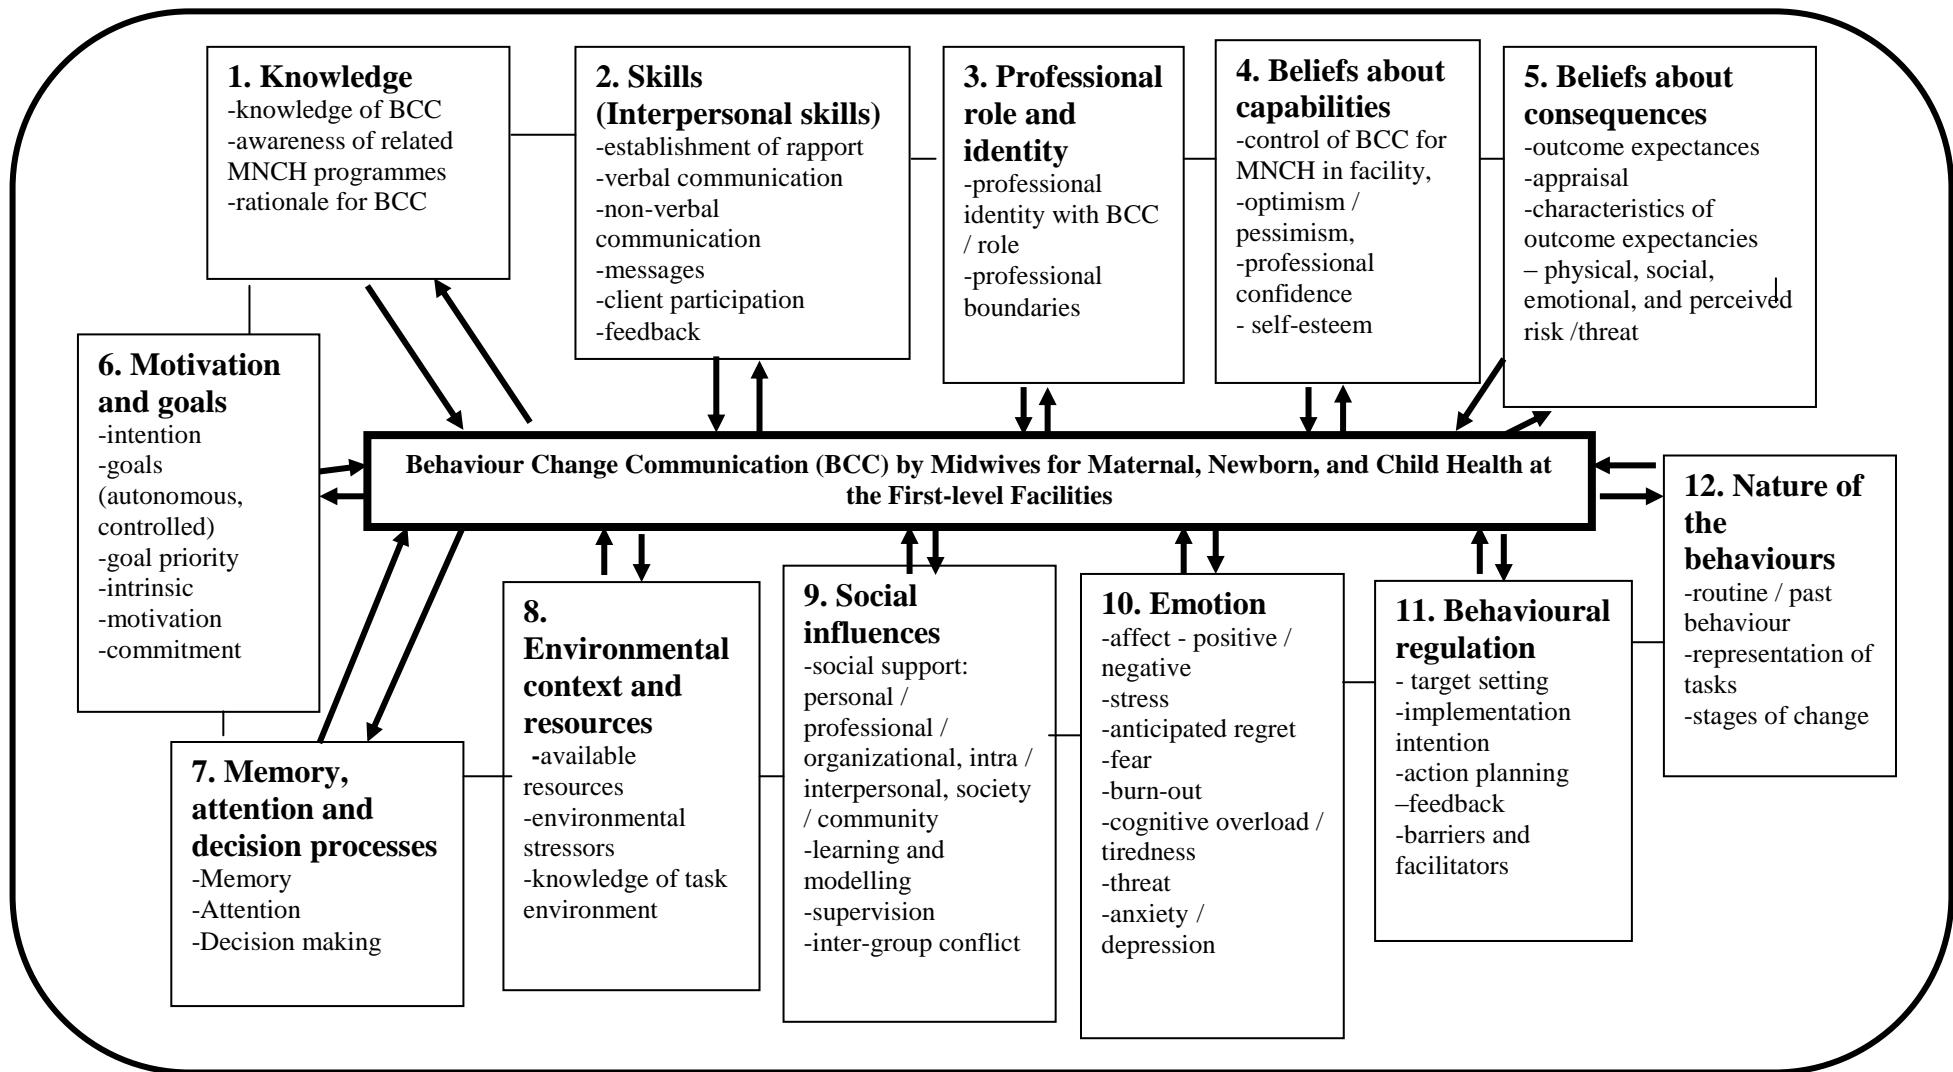 1. Knowledge
-knowledge of BCC
-awareness of related
MNCH programmes
-rationale for BCC
2. Skills
(Interpersonal skills)
-establishment of rapport
-verbal communication
-non-verbal
communication
-messages
-client participation
-feedback
3. Professional
role and
identity
-professional
identity with BCC
/ role
-professional
boundaries
4. Beliefs about
capabilities
-control of BCC for
MNCH in facility,
-optimism /
pessimism,
-professional
confidence
- self-esteem
5. Beliefs about
consequences
-outcome expectances
-appraisal
-characteristics of
outcome expectancies
– physical, social,
emotional, and perceived
risk /threat
6. Motivation
and goals
-intention
-goals
(autonomous,
controlled)
-goal priority
-intrinsic
-motivation
-commitment
Behaviour Change Communication (BCC) by Midwives for Maternal, Newborn, and Child Health at
the First-level Facilities
7. Memory,
attention and
decision processes
-Memory
-Attention
-Decision making
8.
Environmental
context and
resources
-available
resources
-environmental
stressors
-knowledge of task
environment
9. Social
influences
-social support:
personal /
professional /
organizational, intra /
interpersonal, society
/ community
-learning and
modelling
-supervision
-inter-group conflict
10. Emotion
-affect - positive /
negative
-stress
-anticipated regret
-fear
-burn-out
-cognitive overload /
tiredness
-threat
-anxiety /
depression
11. Behavioural
regulation
- target setting
-implementation
intention
-action planning
–feedback
-barriers and
facilitators
12. Nature of
the
behaviours
-routine / past
behaviour
-representation of
tasks
-stages of change